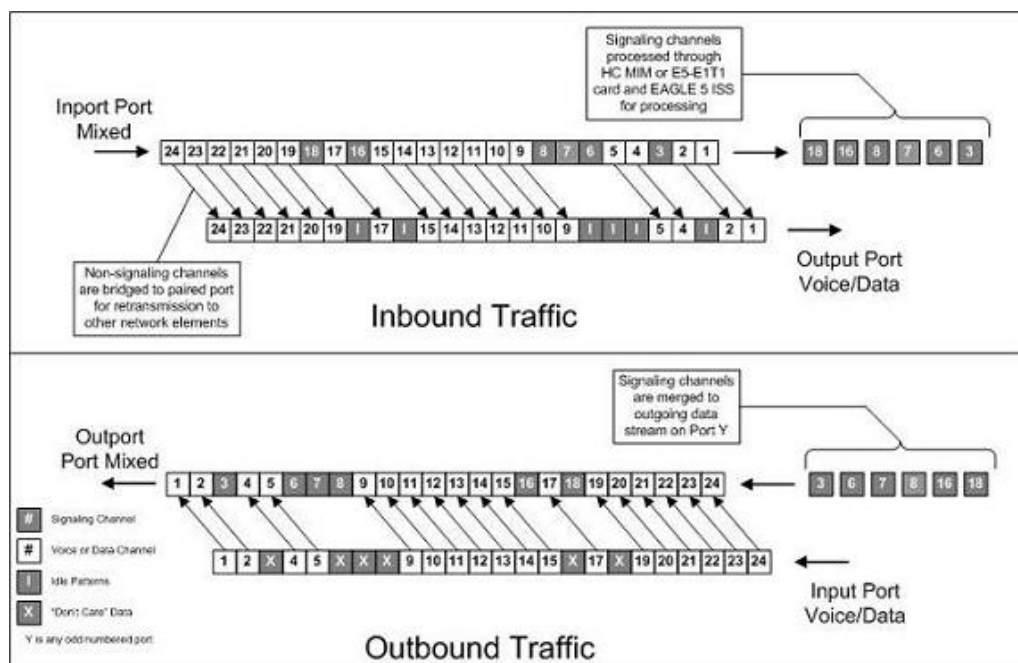 Signaling channels
processed through
HC MIM or E5-E1T1
card and EAGLE 5 ISS
for processing
Inport Port
Mixed
24 23 22 21 20 19 18 17 16 15 14 13 12 11 10 9 8 7 6 5 4 3 2 1
18 16 8 7 6 3
24 23 22 21 20 19 I 17 I 15 14 13 12 11 10 9 I I I 5 4 I 2 1
Non-signaling channels
are bridged to paired port
for retransmission to
other network elements
Output Port
Voice/Data
Inbound Traffic
Signaling channels
are merged to
outgoing data
stream on Port Y
Outport
Port Mixed
1 2 3 4 5 6 7 8 9 10 11 12 13 14 15 16 17 18 19 20 21 22 23 24
3 6 7 8 16 18
# Signaling Channel
# Voice or Data Channel
I Idle Patterns
X "Don't Care" Data
Y is any odd numbered port
1 2 X 4 5 X X X 9 10 11 12 13 14 15 X 17 X 19 20 21 22 23 24
Input Port
Voice/Data
Outbound Traffic